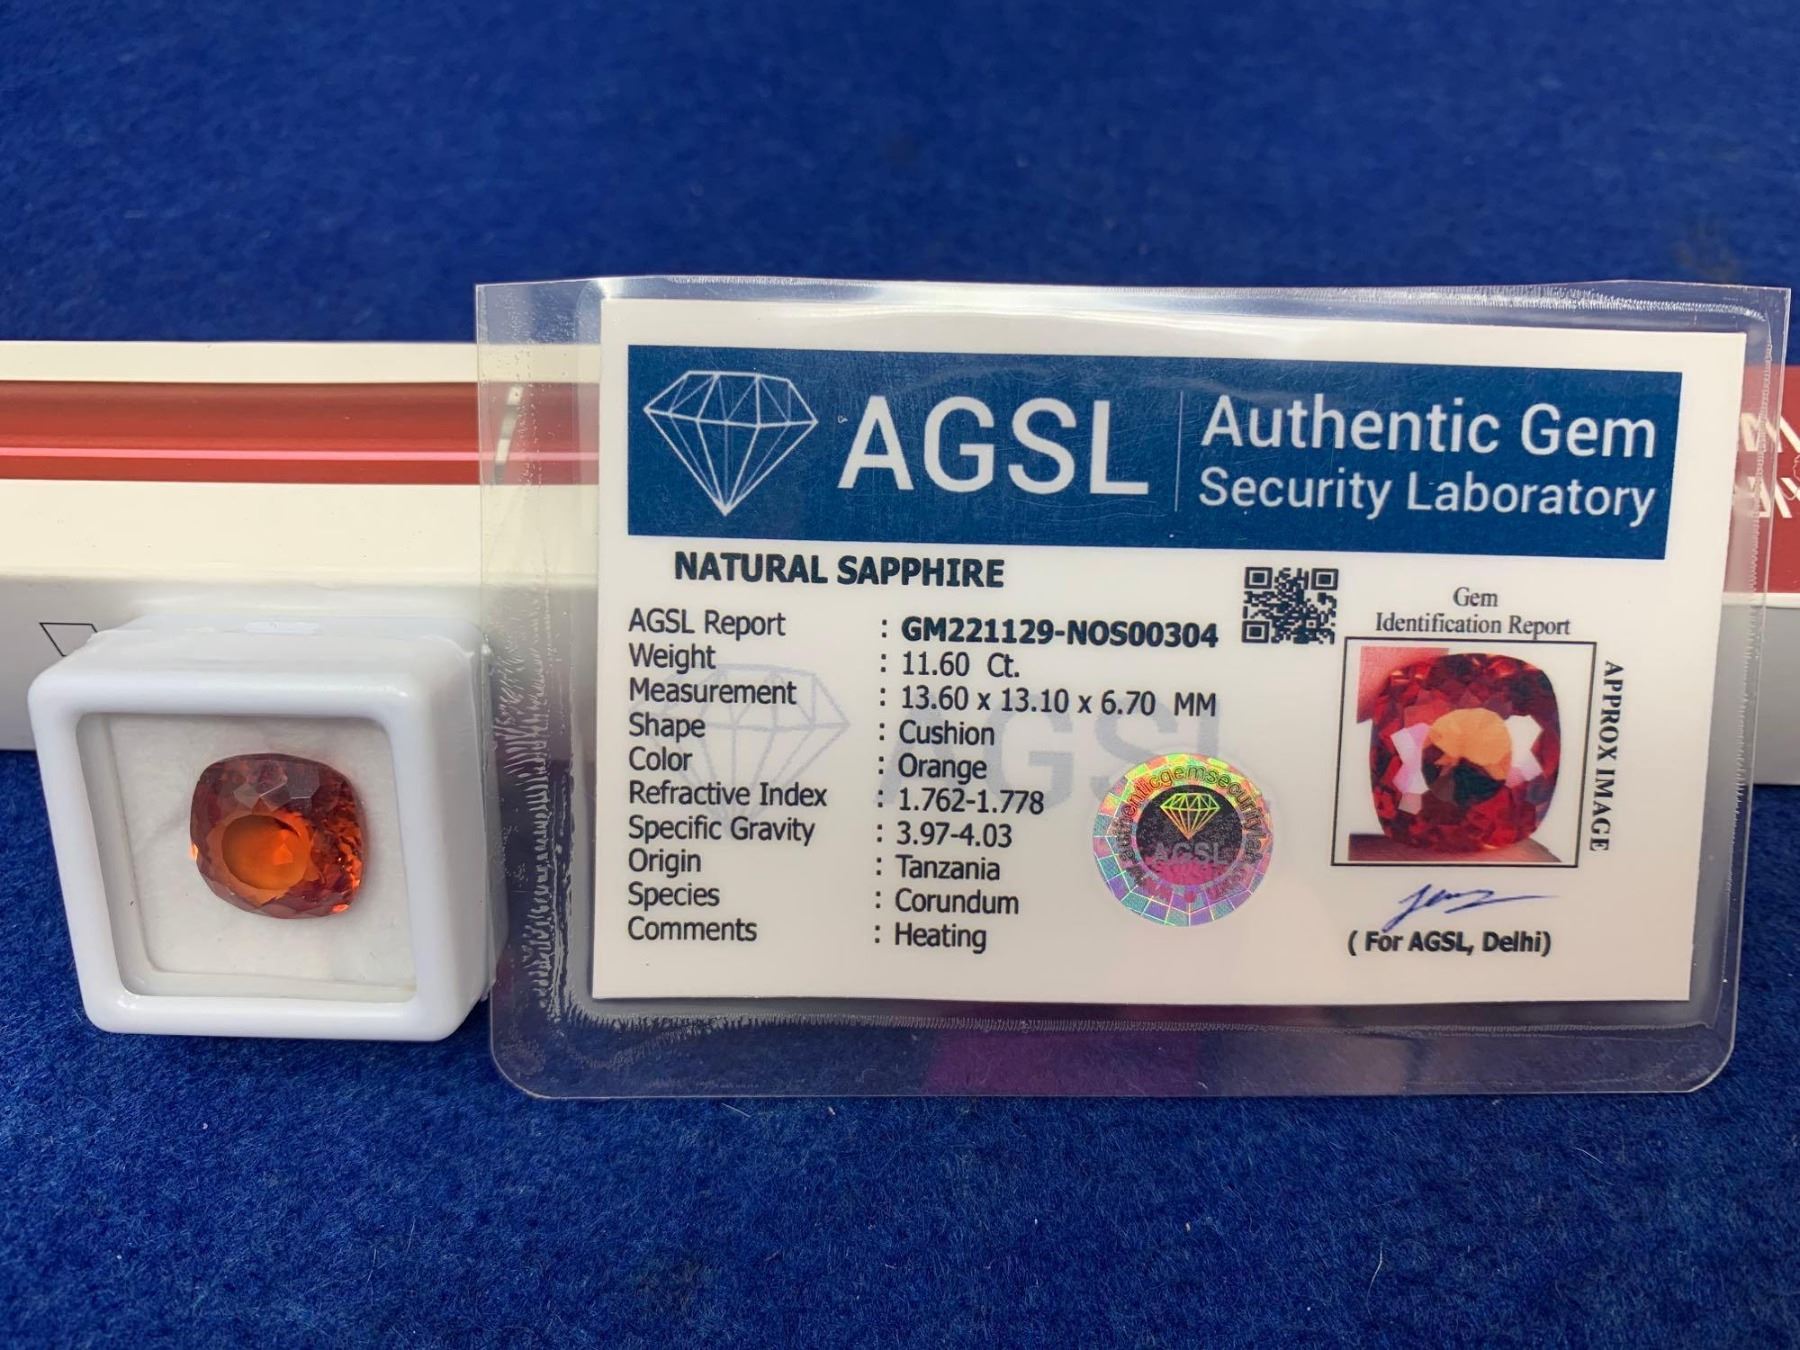 AGSL
Authentic Gem
Security Laboratory
NATURAL SAPPHIRE
AGSL Report : GM221129-NOS00304
Weight : 11.60 Ct.
Measurement : 13.60 x 13.10 x 6.70 MM
Shape : Cushion
Color : Orange
Refractive Index : 1.762-1.778
Specific Gravity : 3.97-4.03
Origin : Tanzania
Species : Corundum
Comments : Heating
Gem
Identification Report
APPROX IMAGE
( For AGSL, Delhi)
AGSL
AGSL